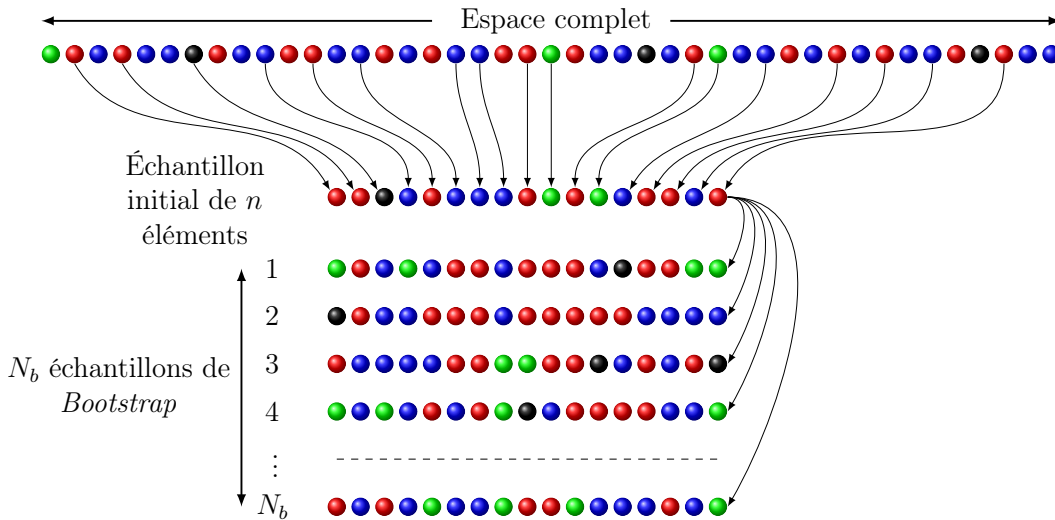 Espace complet
Échantillon
initial de n
éléments
1
2
N_b échantillons de
Bootstrap
3
4
⋮
N_b